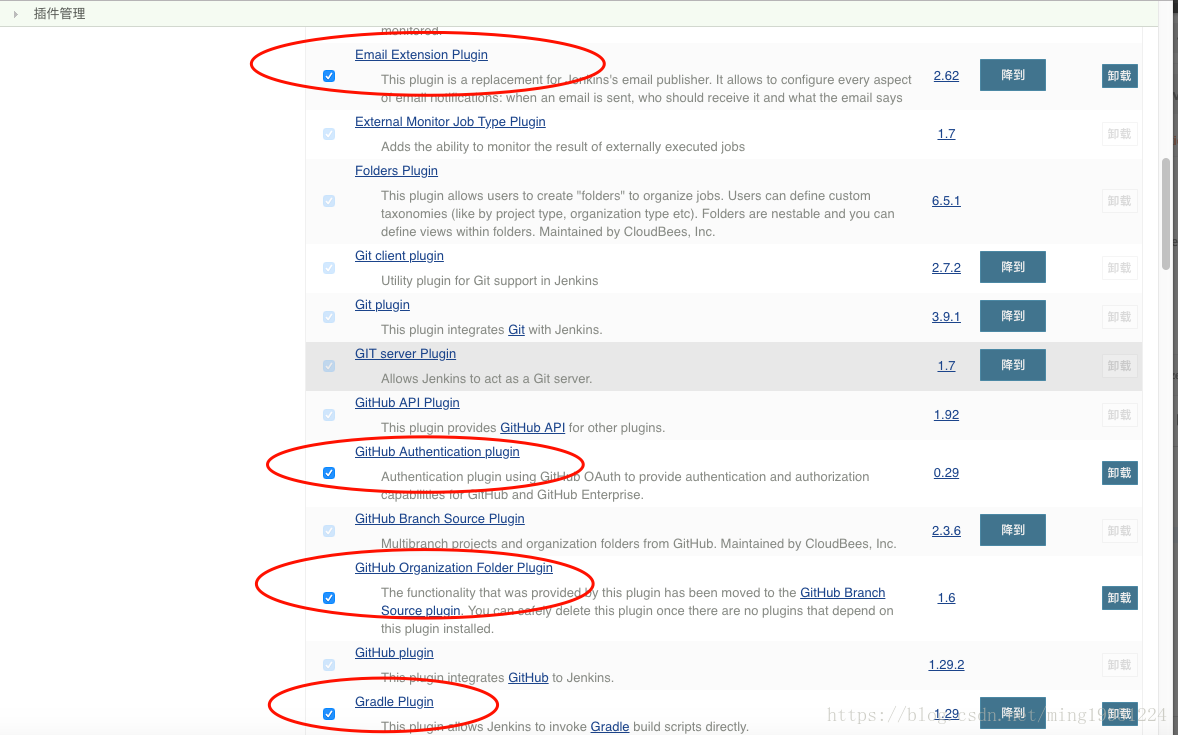 插件管理
monitored.
Email Extension Plugin
This plugin is a replacement for Jenkins's email publisher. It allows to configure every aspect
of email notifications: when an email is sent, who should receive it and what the email says
2.62
降到
卸载
External Monitor Job Type Plugin
Adds the ability to monitor the result of externally executed jobs
1.7
卸载
Folders Plugin
This plugin allows users to create "folders" to organize jobs. Users can define custom
taxonomies (like by project type, organization type etc). Folders are nestable and you can
define views within folders. Maintained by CloudBees, Inc.
6.5.1
卸载
Git client plugin
Utility plugin for Git support in Jenkins
2.7.2
降到
卸载
Git plugin
This plugin integrates Git with Jenkins.
3.9.1
降到
卸载
GIT server Plugin
Allows Jenkins to act as a Git server.
1.7
降到
卸载
GitHub API Plugin
This plugin provides GitHub API for other plugins.
1.92
卸载
GitHub Authentication plugin
Authentication plugin using GitHub OAuth to provide authentication and authorization
capabilities for GitHub and GitHub Enterprise.
0.29
卸载
GitHub Branch Source Plugin
Multibranch projects and organization folders from GitHub. Maintained by CloudBees, Inc.
2.3.6
降到
卸载
GitHub Organization Folder Plugin
The functionality that was provided by this plugin has been moved to the GitHub Branch
Source plugin. You can safely delete this plugin once there are no plugins that depend on
this plugin installed.
1.6
卸载
GitHub plugin
This plugin integrates GitHub to Jenkins.
1.29.2
卸载
Gradle Plugin
This plugin allows Jenkins to invoke Gradle build scripts directly.
1.29
降到
卸载